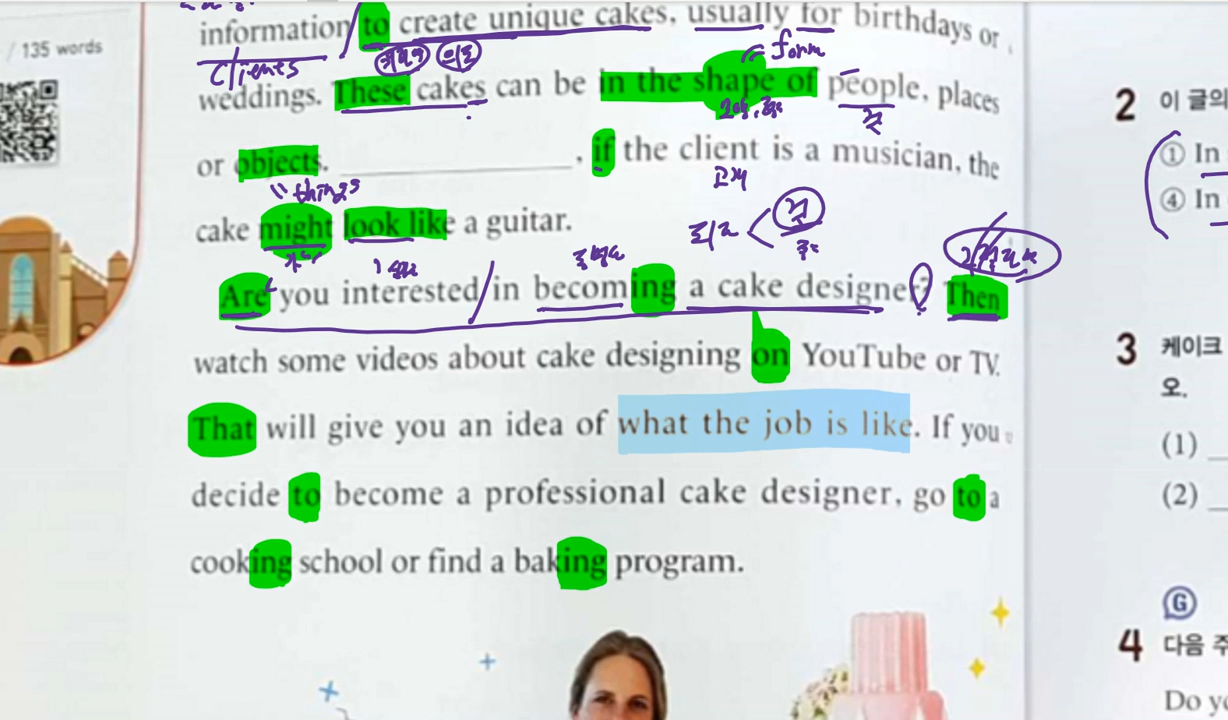 information to create unique cakes, usually for birthdays or
135 words
clients
form
weddings. These cakes can be in the shape of people, places
or objects. , if the client is a musician, the
things
고객
cake might look like a guitar.
Are you interested in becoming a cake designer? Then
watch some videos about cake designing on YouTube or TV.
That will give you an idea of what the job is like. If you
decide to become a professional cake designer, go to a
cooking school or find a baking program.
2 이 글의
① In
④ In
3 케이크
오.
(1)
(2)
G
4 다음 주
Do yo